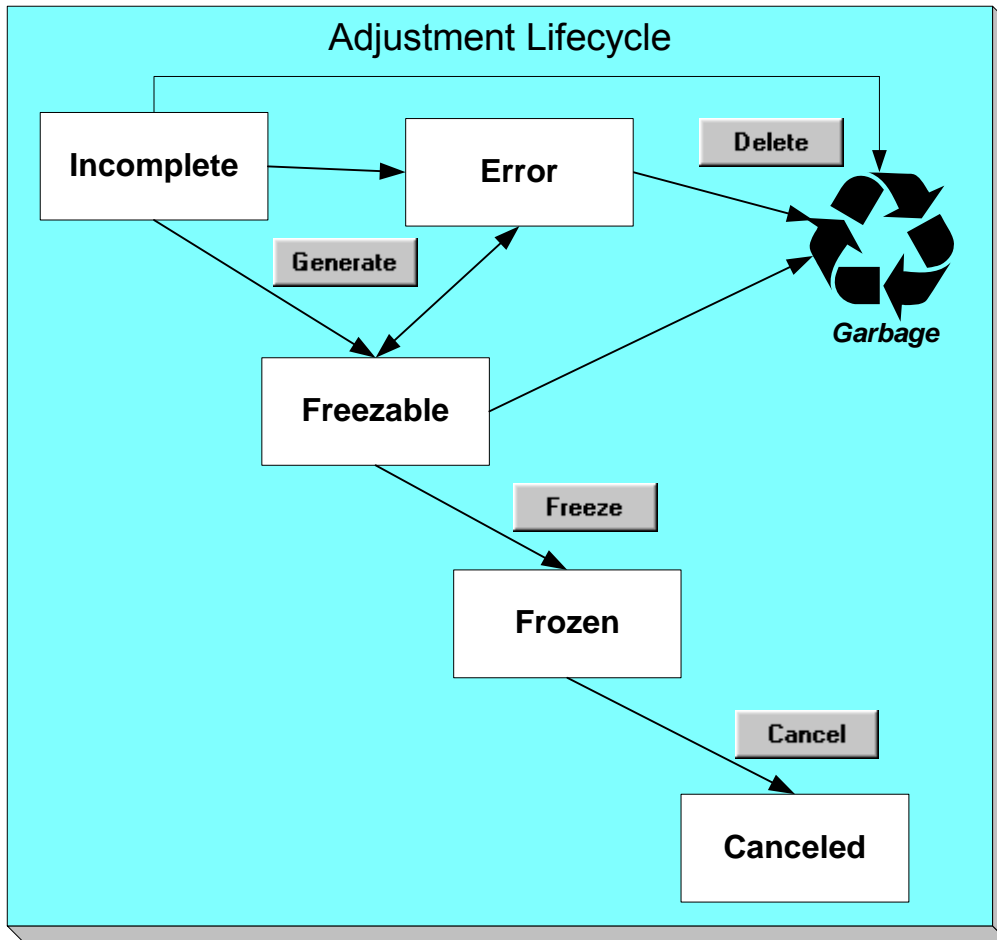 Adjustment Lifecycle
Incomplete
Error
Delete
Generate
Garbage
Freezable
Freeze
Frozen
Cancel
Canceled